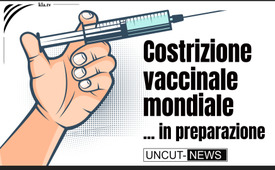 kla.tv
Costrizione
vaccinale
mondiale
... in preparazione
UNCUT-NEWS